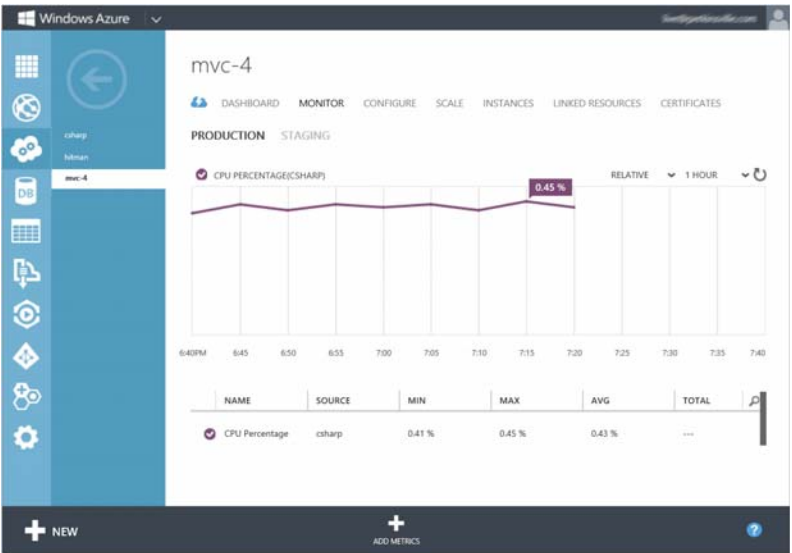 Windows Azure
mvc-4
DASHBOARD MONITOR CONFIGURE SCALE INSTANCES LINKED RESOURCES CERTIFICATES
PRODUCTION STAGING
csharp
hitman
mvc-4
DB
CPU PERCENTAGE(CSHARP) RELATIVE 1 HOUR
0.45 %
6:40PM 6:45 6:50 6:55 7:00 7:05 7:10 7:15 7:20 7:25 7:30 7:35 7:40
NAME SOURCE MIN MAX AVG TOTAL
CPU Percentage csharp 0.41 % 0.45 % 0.43 % ---
NEW
ADD METRICS
?